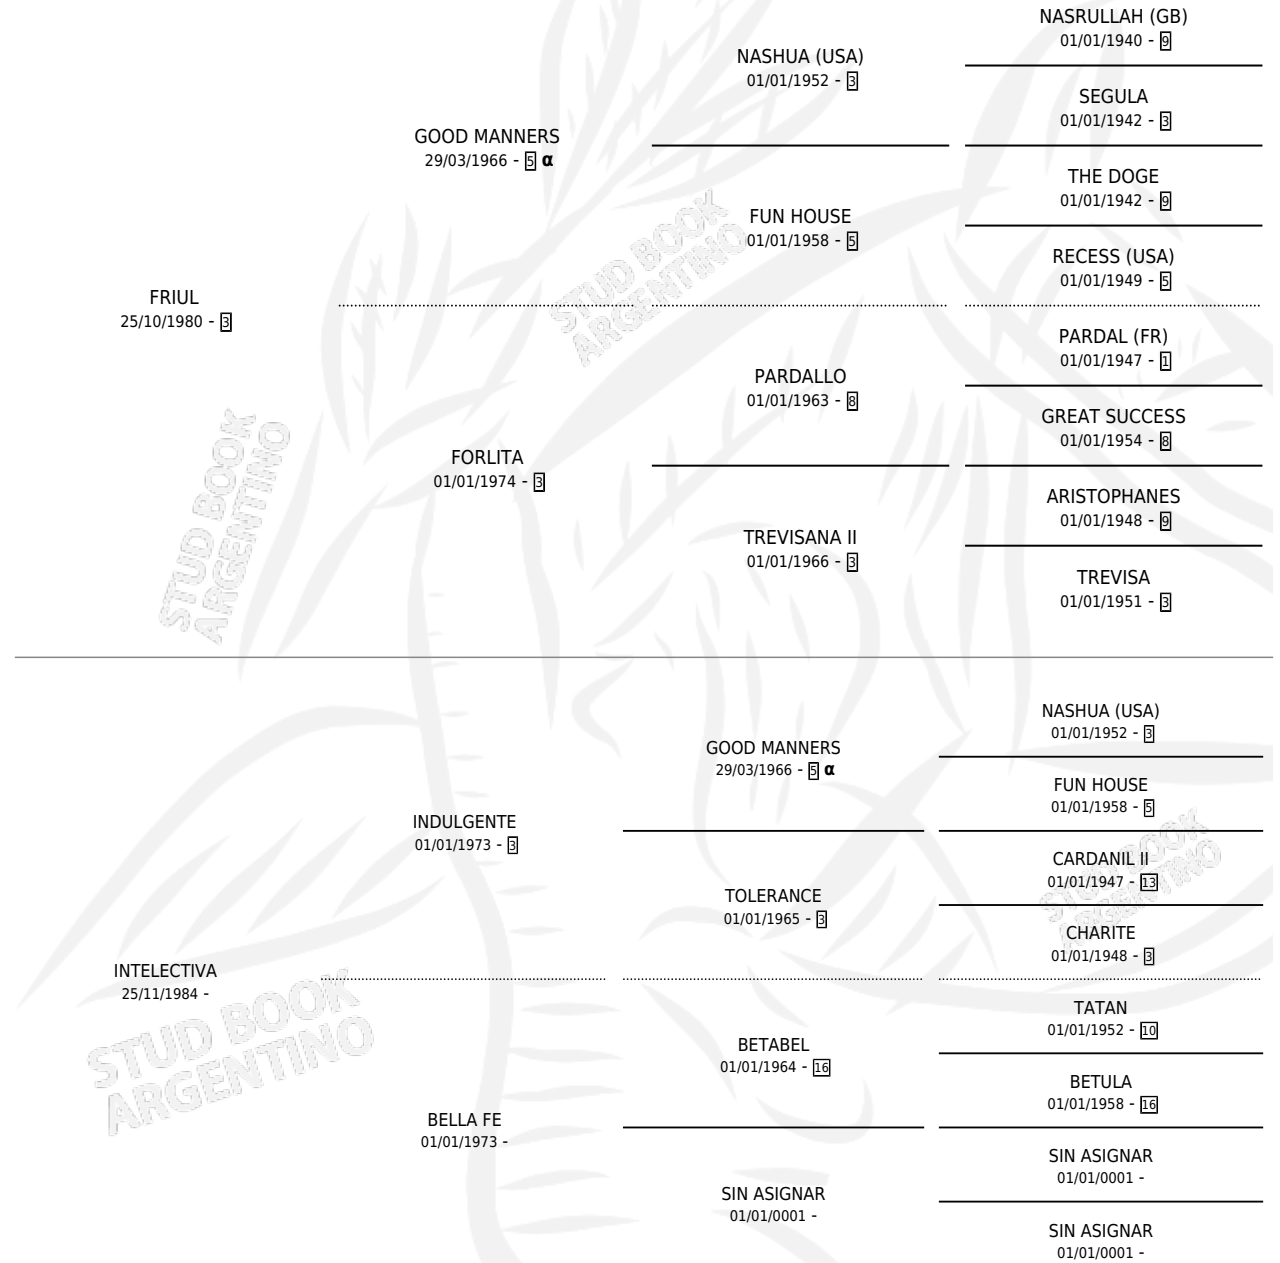 NASRULLAH (GB)
01/01/1940 - 9
NASHUA (USA)
01/01/1952 - 3
SEGULA
01/01/1942 - 3
GOOD MANNERS
29/03/1966 - 5 α
THE DOGE
01/01/1942 - 9
FUN HOUSE
01/01/1958 - 5
RECESS (USA)
01/01/1949 - 5
FRIUL
25/10/1980 - 3
PARDAL (FR)
01/01/1947 - 1
PARDALLO
01/01/1963 - 8
GREAT SUCCESS
01/01/1954 - 8
FORLITA
01/01/1974 - 3
ARISTOPHANES
01/01/1948 - 9
TREVISANA II
01/01/1966 - 3
TREVISA
01/01/1951 - 3
NASHUA (USA)
01/01/1952 - 3
GOOD MANNERS
29/03/1966 - 5 α
FUN HOUSE
01/01/1958 - 5
INDULGENTE
01/01/1973 - 3
CARDANIL II
01/01/1947 - 13
TOLERANCE
01/01/1965 - 3
CHARITE
01/01/1948 - 3
INTELECTIVA
25/11/1984 -
TATAN
01/01/1952 - 10
BETABEL
01/01/1964 - 16
BETULA
01/01/1958 - 16
BELLA FE
01/01/1973 -
SIN ASIGNAR
01/01/0001 -
SIN ASIGNAR
01/01/0001 -
SIN ASIGNAR
01/01/0001 -
STUD BOOK
ARGENTINO
STUD BOOK
ARGENTINO
STUD BOOK
ARGENTINO
STUD BOOK
ARGENTINO